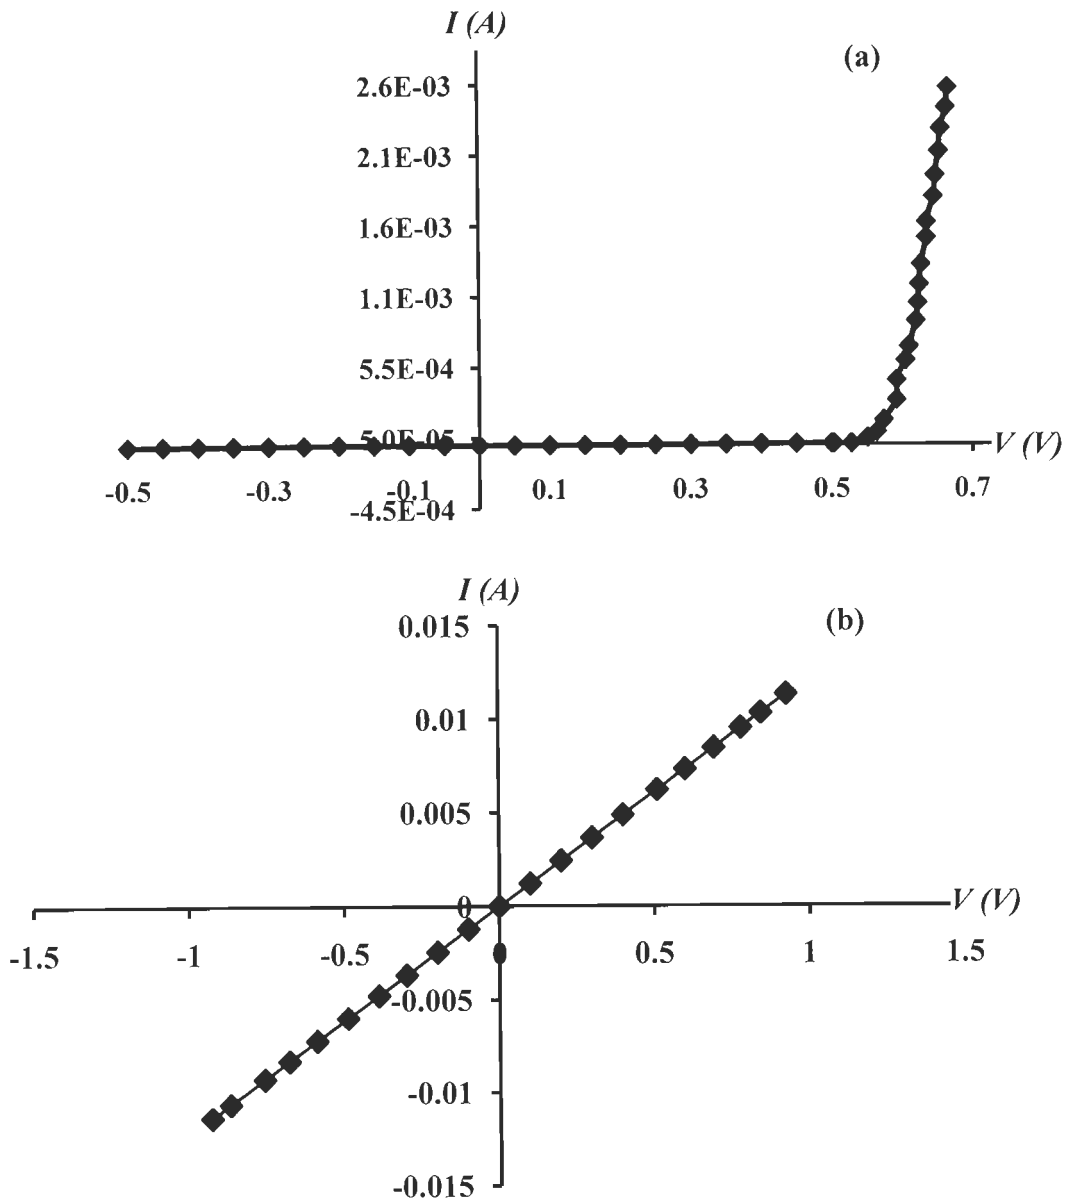 I (A)
(a)
2.6E-03
2.1E-03
1.6E-03
1.1E-03
5.5E-04
5.0E-05
V (V)
-0.5 -0.3 -0.1 0.1 0.3 0.5 0.7
-4.5E-04
I (A)
(b)
0.015
0.01
0.005
0
V (V)
-1.5 -1 -0.5 0 0.5 1 1.5
-0.005
-0.01
-0.015